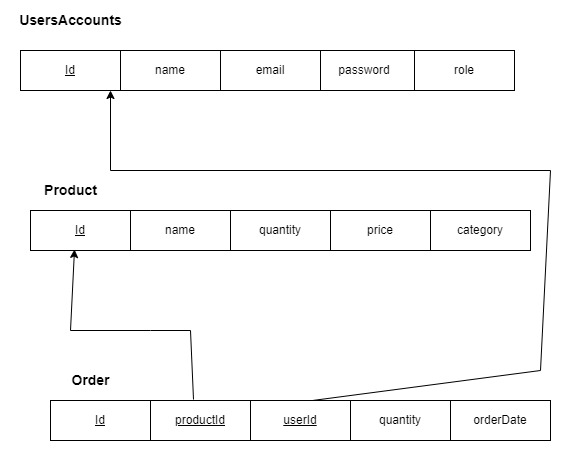 UsersAccounts
Id name email password role
Product
Id name quantity price category
Order
Id productId userId quantity orderDate